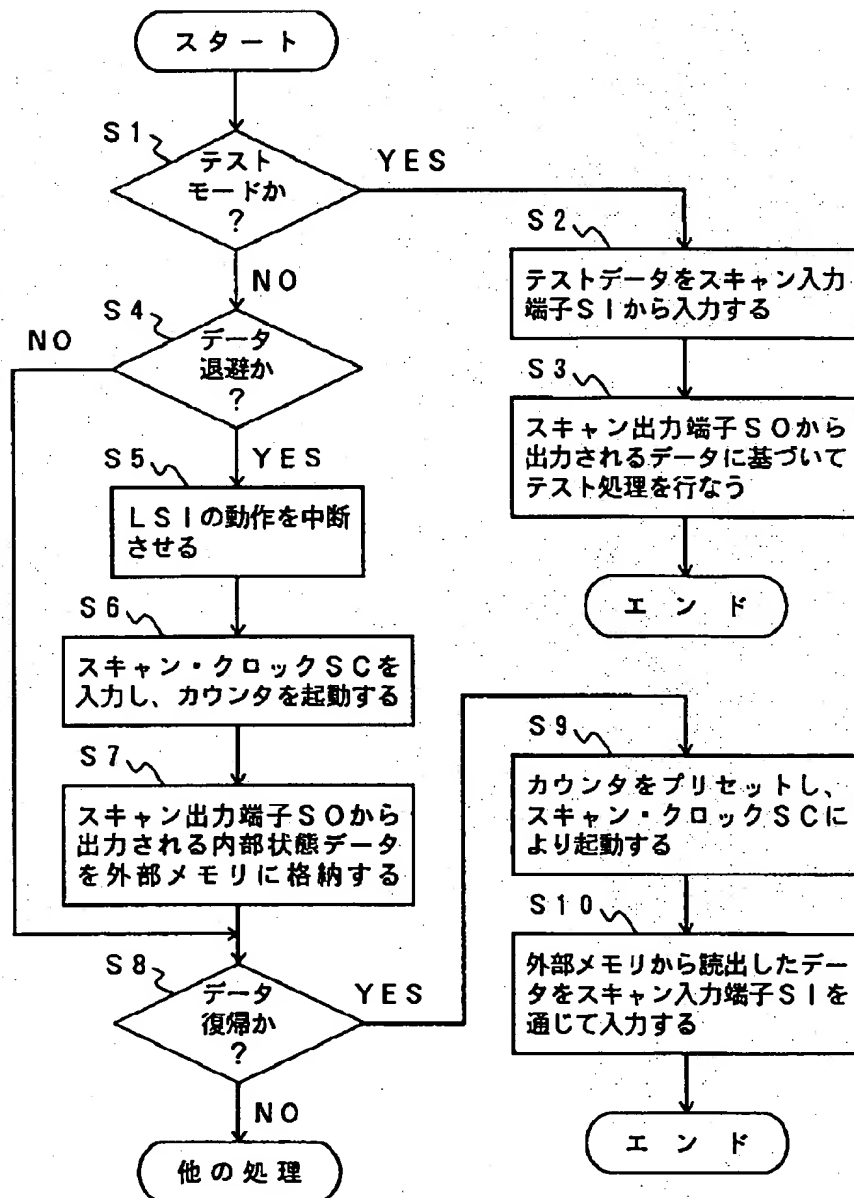 スタート
S1
テスト
モードか
?
YES
NO
S2
テストデータをスキャン入力
端子SIから入力する
S3
スキャン出力端子SOから
出力されるデータに基づいて
テスト処理を行なう
エンド
S4
データ
退避か
?
NO
YES
S5
LSIの動作を中断
させる
S6
スキャン・クロックSCを
入力し、カウンタを起動する
S7
スキャン出力端子SOから
出力される内部状態データ
を外部メモリに格納する
S8
データ
復帰か
?
YES
NO
他の処理
S9
カウンタをプリセットし、
スキャン・クロックSCに
より起動する
S10
外部メモリから読出したデー
タをスキャン入力端子SIを
通じて入力する
エンド